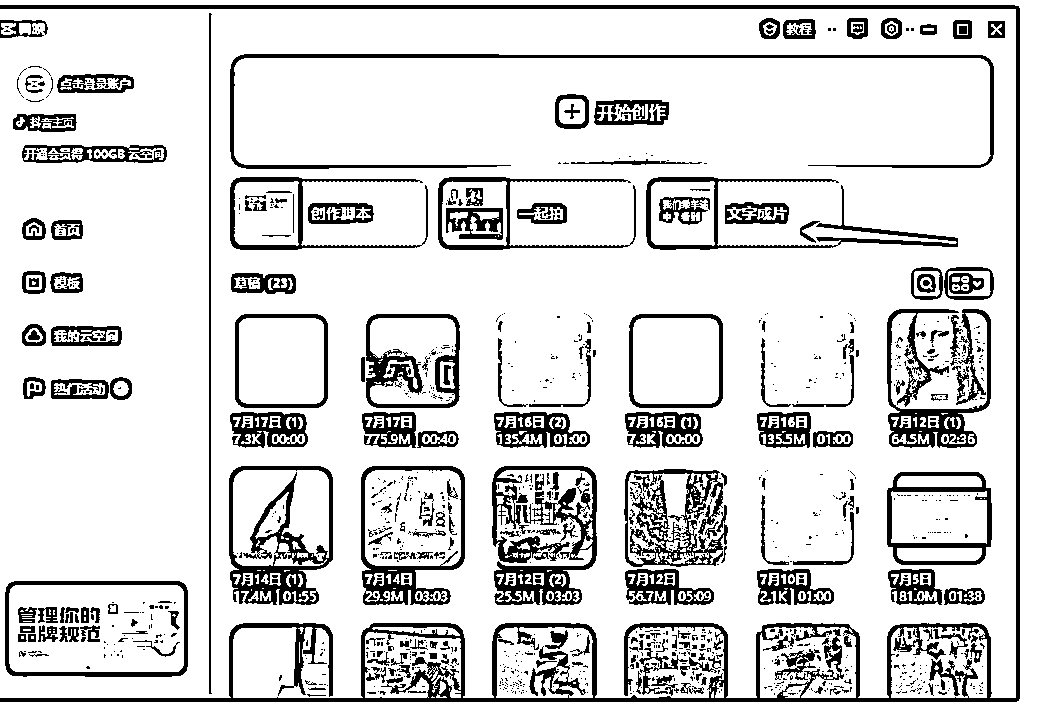 剪映
教程
点击登录账户
抖音主页
开通会员得 100GB 云空间
首页
模板
我的云空间
热门活动
管理你的
品牌规范
开始创作
创作脚本
一起拍
文字成片
草稿 (23)
7月17日 (1)
7.3K | 00:00
7月17日
775.9M | 00:40
7月16日 (2)
135.4M | 01:00
7月16日 (1)
7.3K | 00:00
7月16日
135.5M | 01:00
7月12日 (1)
64.5M | 02:36
7月14日 (1)
17.4M | 01:55
7月14日
29.9M | 03:03
7月12日 (2)
25.5M | 03:03
7月12日
56.7M | 05:09
7月10日
2.1K | 01:00
7月5日
181.0M | 01:38